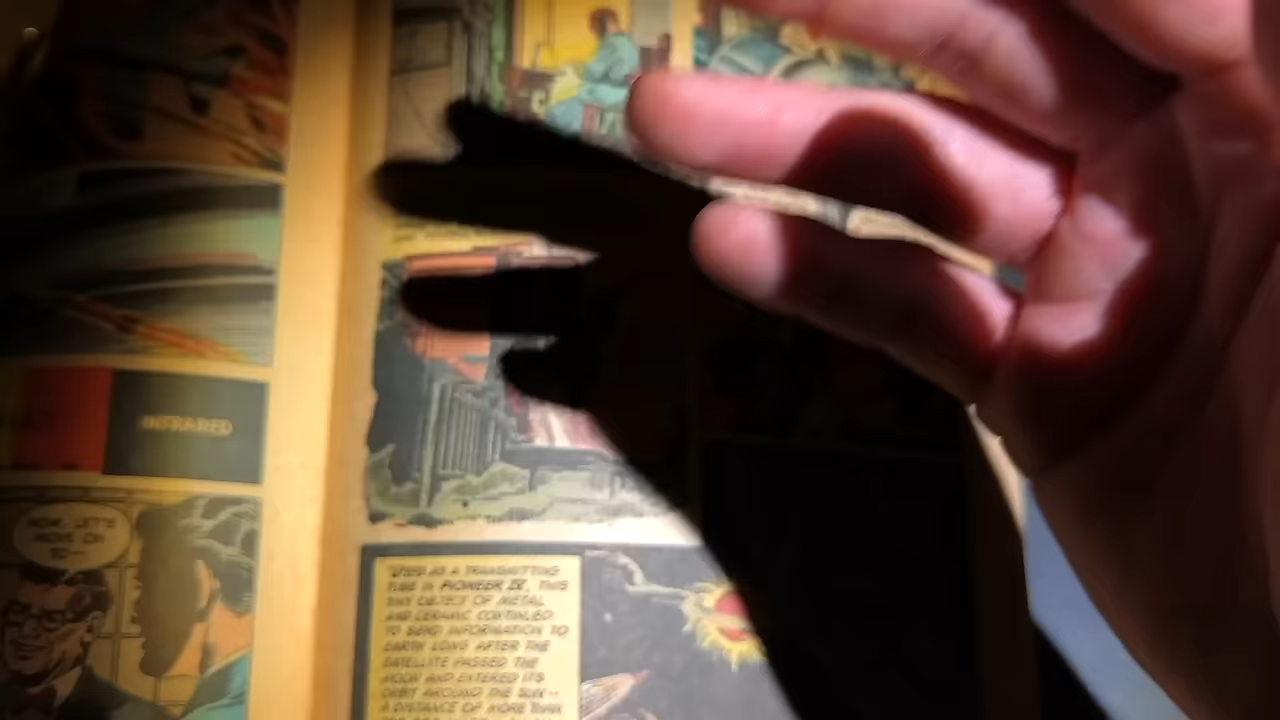 INFRARED
NOW, LET'S
MOVE ON
TO—
USED AS A TRANSMITTING
TUBE IN PIONEER IV, THIS
TINY OBJECT OF METAL
AND CERAMIC CONTINUED
TO SEND INFORMATION TO
EARTH LONG AFTER THE
SATELLITE PASSED THE
MOON AND ENTERED ITS
ORBIT AROUND THE SUN --
A DISTANCE OF MORE THAN